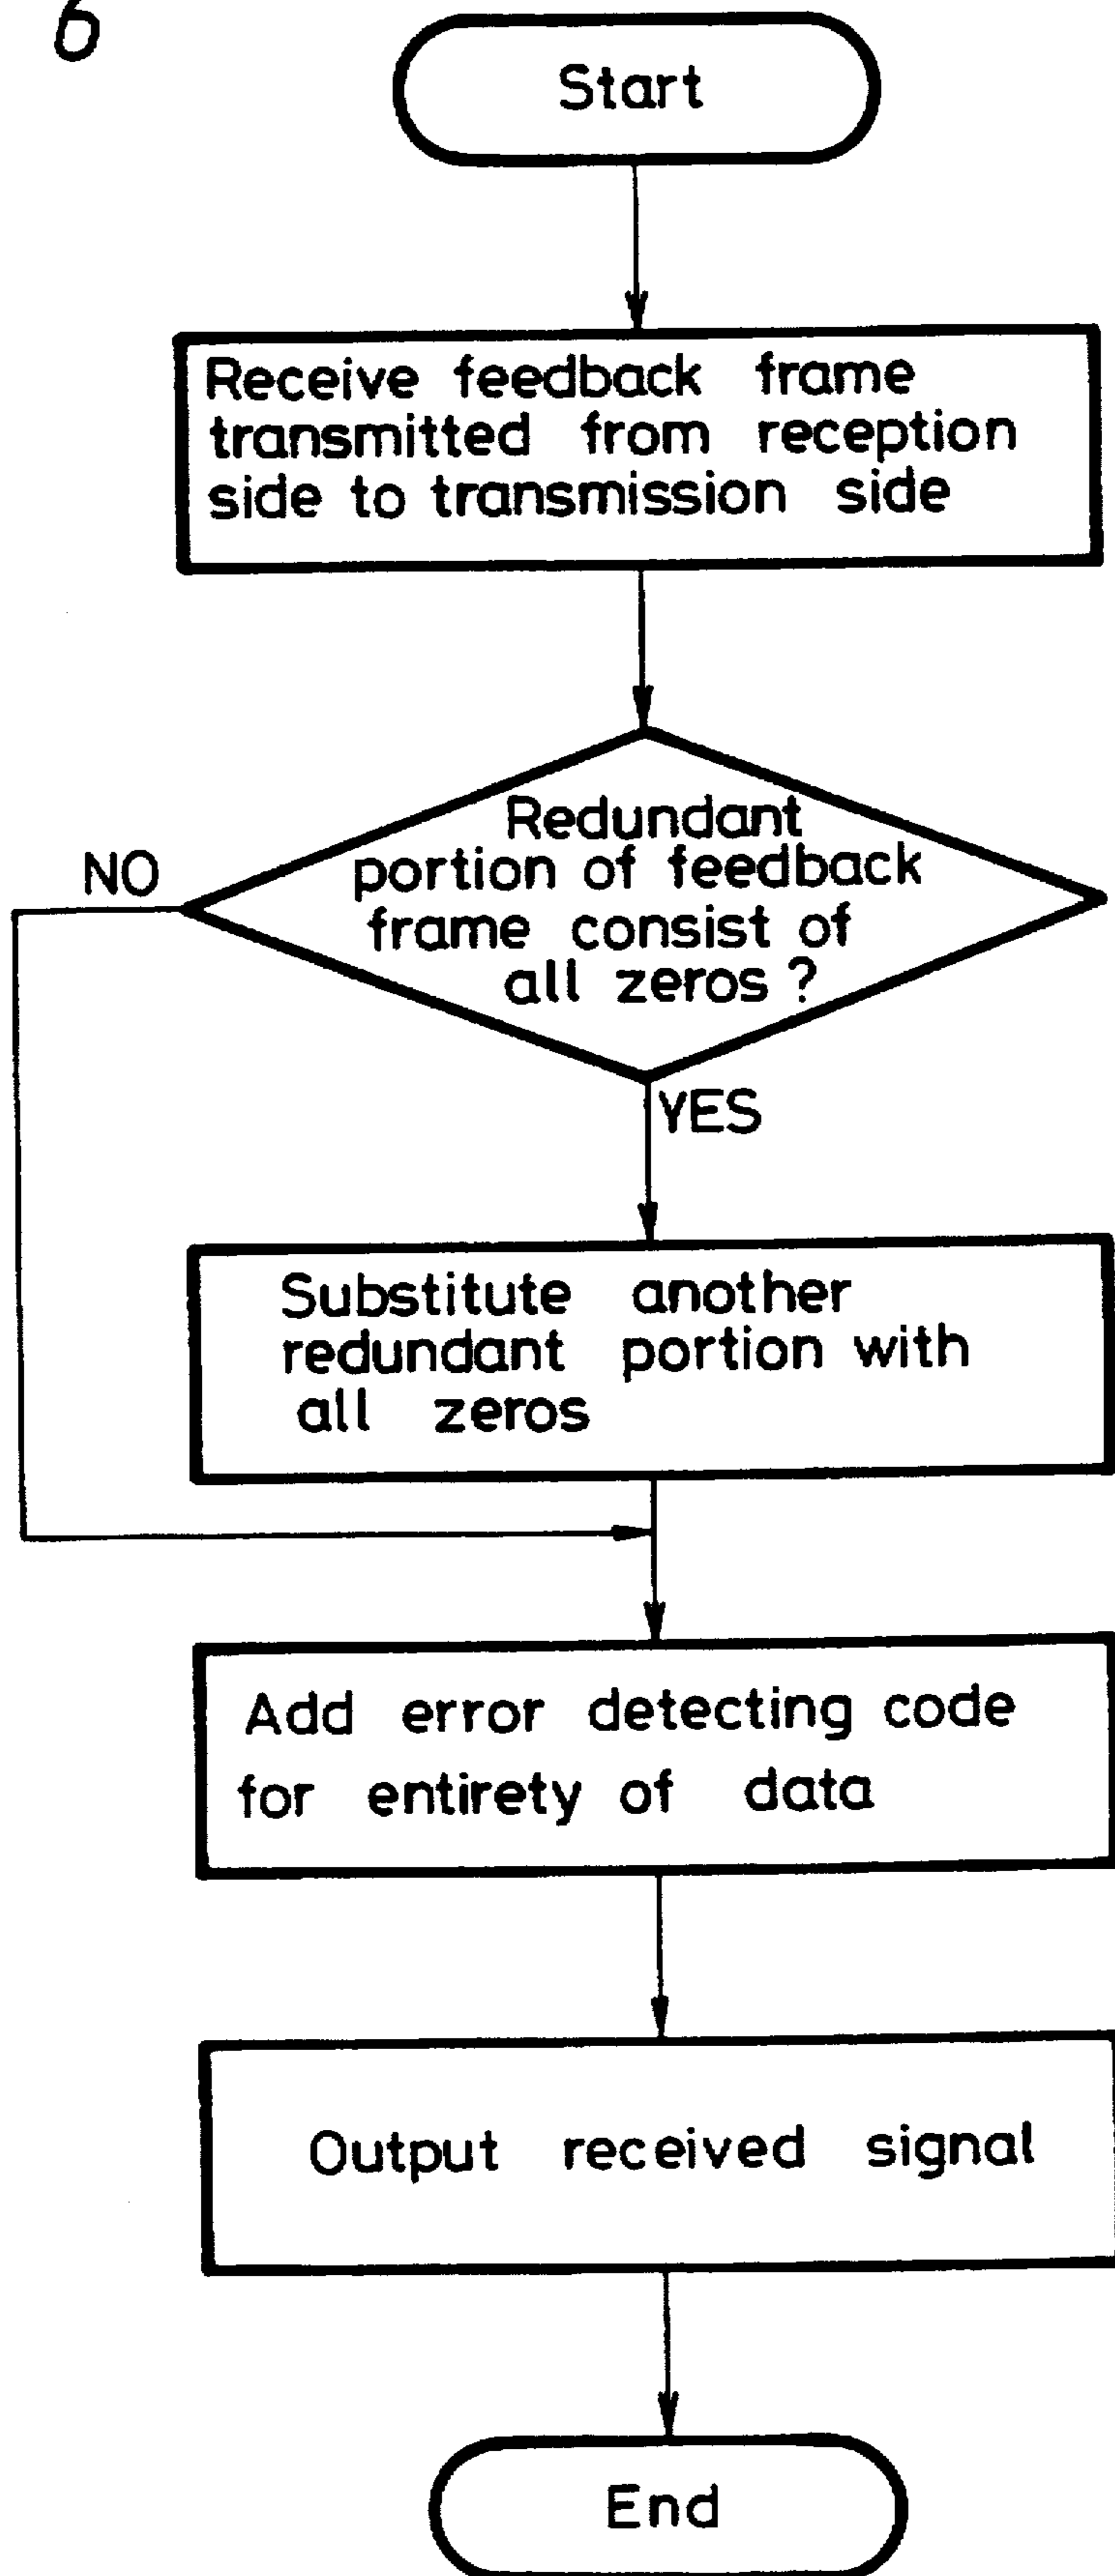 6
Start
Receive feedback frame
transmitted from reception
side to transmission side
Redundant
portion of feedback
frame consist of
all zeros ?
NO
YES
Substitute another
redundant portion with
all zeros
Add error detecting code
for entirety of data
Output received signal
End